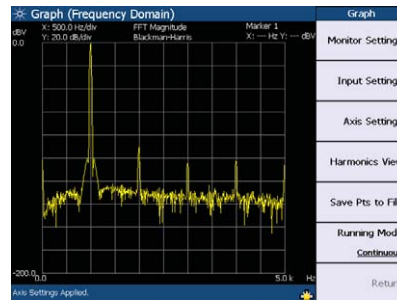 Graph (Frequency Domain)
Graph
dBV
X: 500.0 Hz/div
FFT Magnitude
Marker 1
0.0
Y: 20.0 dB/div
Blackman-Harris
X: --- Hz Y: --- dBV
Monitor Setting
Input Setting
Axis Setting
Harmonics View
Save Pts to Fil
Running Mod
Continuou
-200.0
0.0
5.0 k
Hz
Retur
Axis Settings Applied.